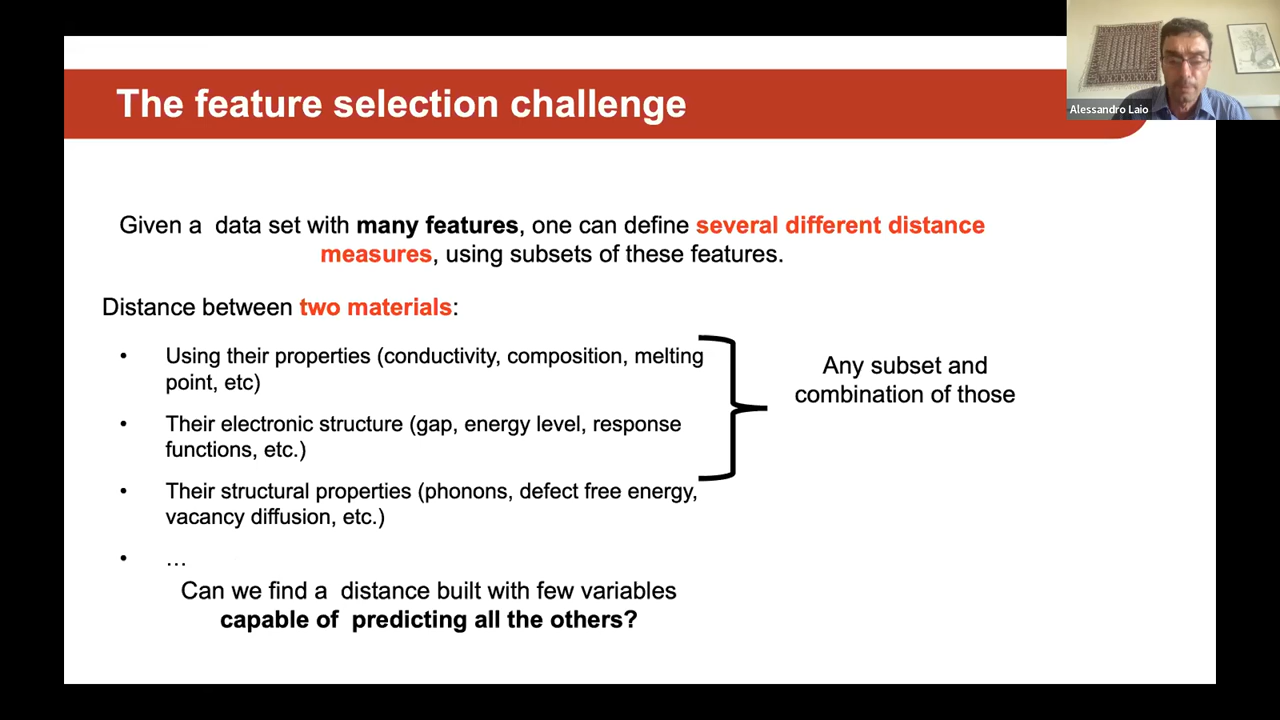 The feature selection challenge
Alessandro Laio
Given a data set with many features, one can define several different distance
measures, using subsets of these features.
Distance between two materials:
• Using their properties (conductivity, composition, melting
point, etc)
• Their electronic structure (gap, energy level, response
functions, etc.)
• Their structural properties (phonons, defect free energy,
vacancy diffusion, etc.)
• …
Any subset and
combination of those
Can we find a distance built with few variables
capable of predicting all the others?